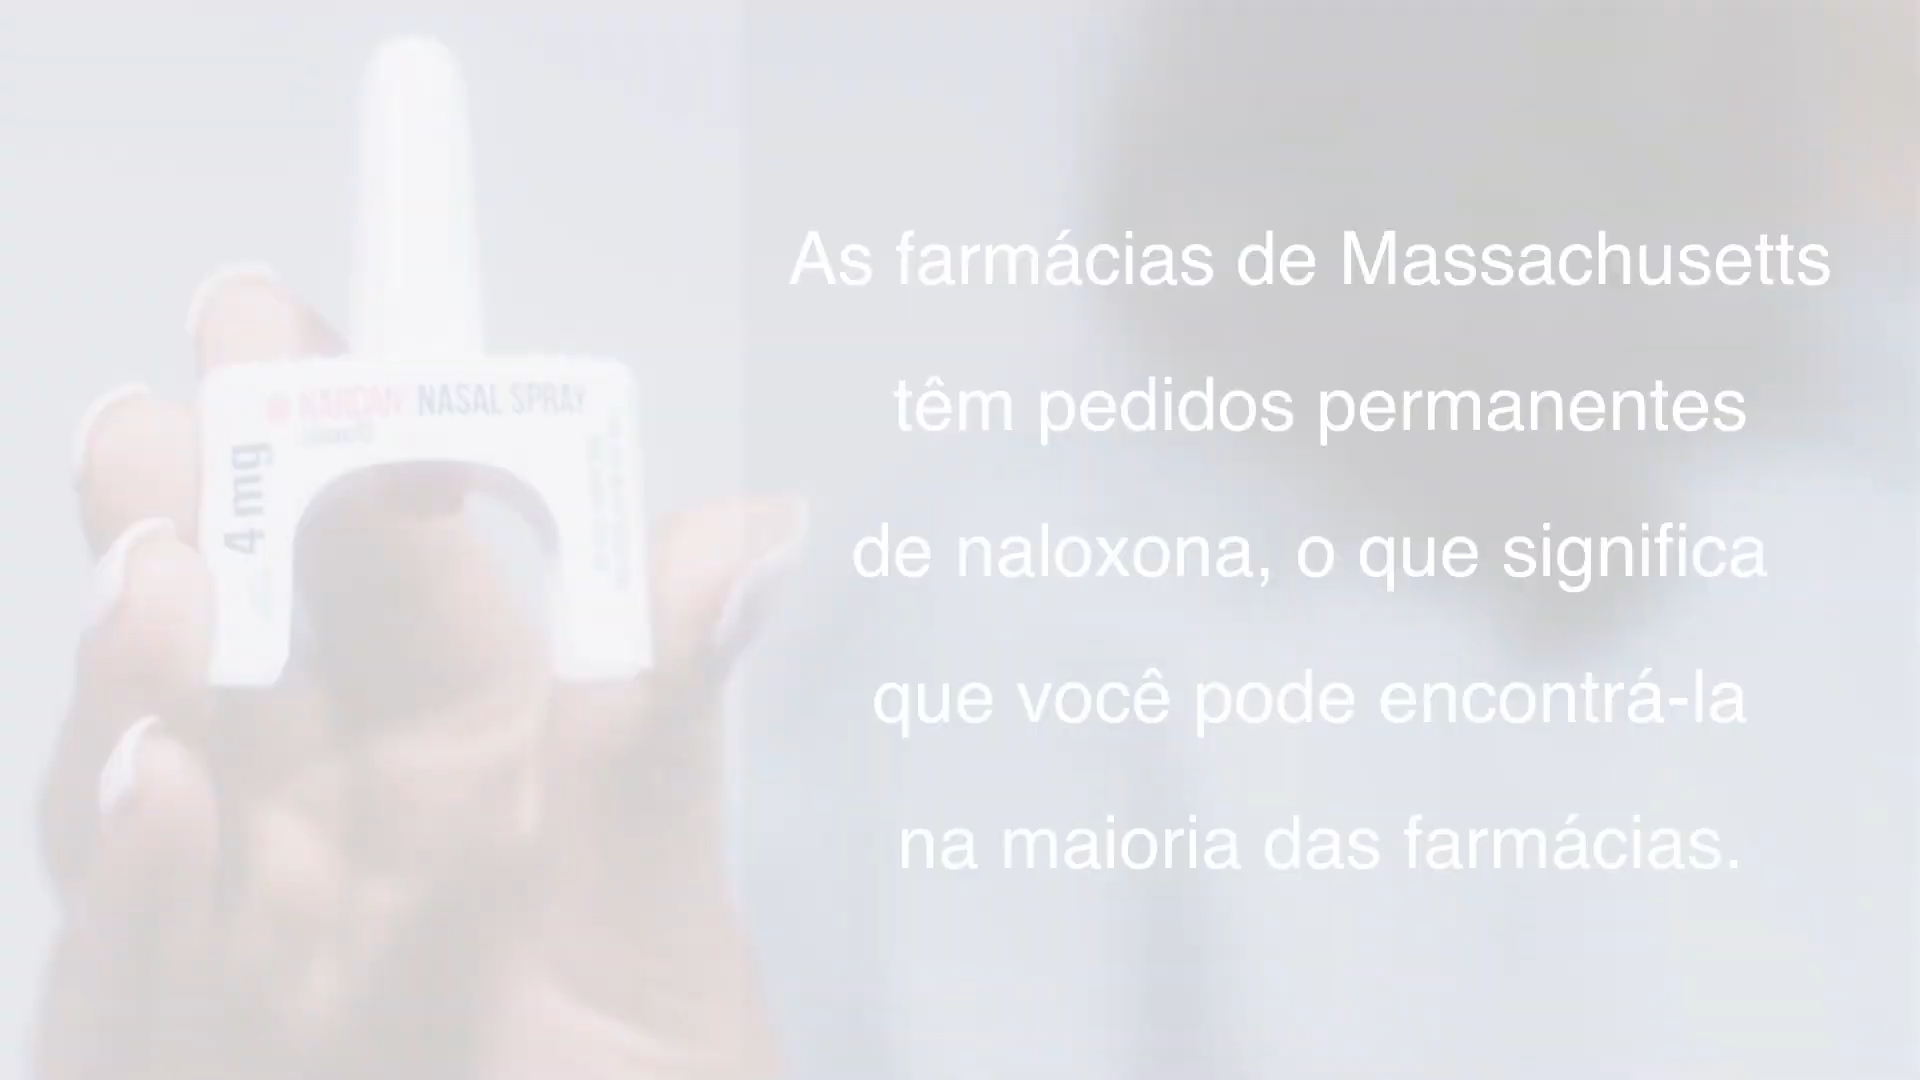 As farmácias de Massachusetts
têm pedidos permanentes
de naloxona, o que significa
que você pode encontrá-la
na maioria das farmácias.
NARCAN NASAL SPRAY
4 mg